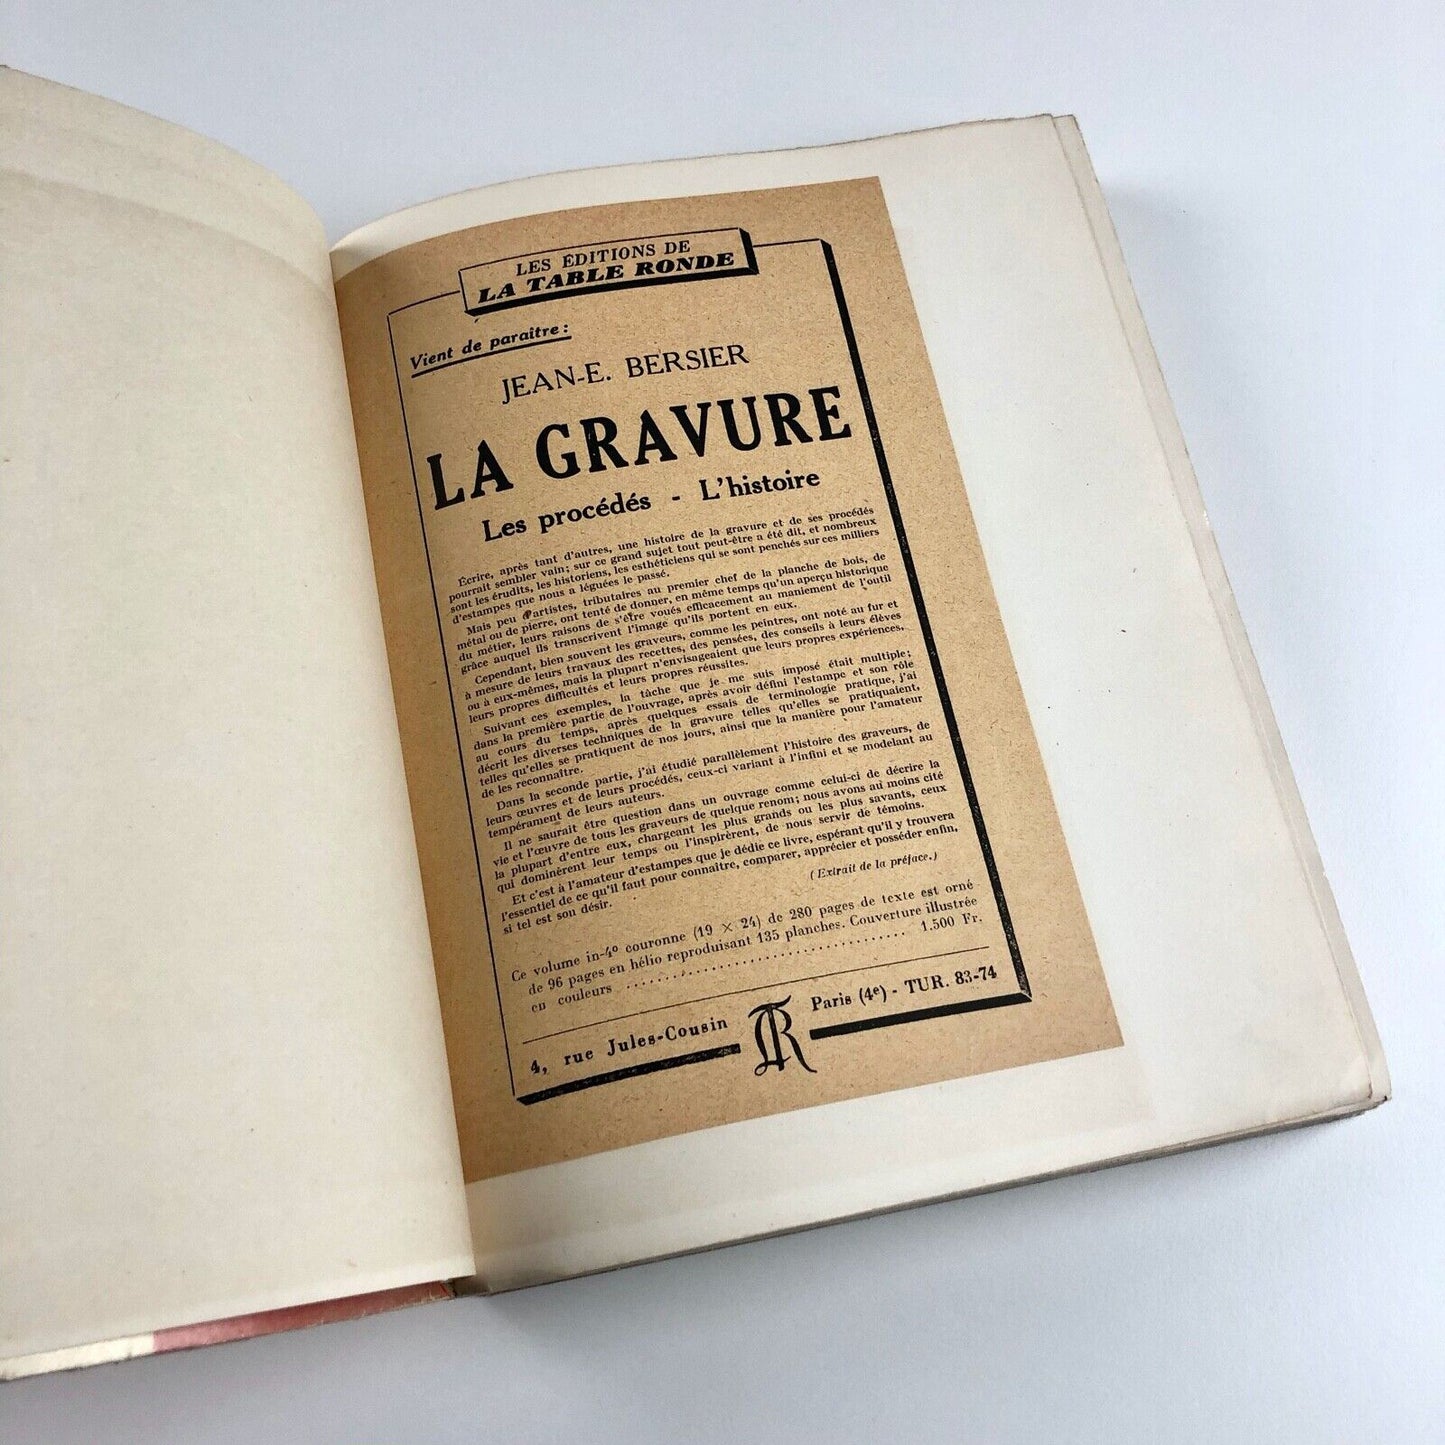 LES ÉDITIONS DE
LA TABLE RONDE
Vient de paraître :
JEAN-E. BERSIER
LA GRAVURE
Les procédés - L'histoire
Écrire, après tant d'autres, une histoire de la gravure et de ses procédés
pourrait sembler vain ; sur ce grand sujet tout peut-être a été dit, et nombreux
sont les érudits, les historiens, les esthéticiens qui se sont penchés sur ces milliers
d'estampes que nous a léguées le passé.
Mais peu d'artistes, tributaires au premier chef de la planche de bois, de
métal ou de pierre, ont tenté de donner, en même temps qu'un aperçu historique
du métier, leurs raisons de s'être voués efficacement au maniement de l'outil
grâce auquel ils transcrivent l'image qu'ils portent en eux.
Cependant, bien souvent les graveurs, comme les peintres, ont noté au fur et
à mesure de leurs travaux des recettes, des pensées, des conseils à leurs élèves
ou à eux-mêmes, mais la plupart n'envisageaient que leurs propres expériences,
leurs propres difficultés et leurs propres réussites.
Suivant ces exemples, la tâche que je me suis imposé était multiple ;
dans la première partie de l'ouvrage, après avoir défini l'estampe et son rôle
au cours du temps, après quelques essais de terminologie pratique, j'ai
décrit les diverses techniques de la gravure telles qu'elles se pratiquaient,
telles qu'elles se pratiquent de nos jours, ainsi que la manière pour l'amateur
de les reconnaître.
Dans la seconde partie, j'ai étudié parallèlement l'histoire des graveurs, de
leurs œuvres et de leurs procédés, ceux-ci variant à l'infini et se modelant au
tempérament de leurs auteurs.
Il ne saurait être question dans un ouvrage comme celui-ci de décrire la
vie et l'œuvre de tous les graveurs de quelque renom ; nous avons au moins cité
la plupart d'entre eux, chargeant les plus grands ou les plus savants, ceux
qui dominèrent leur temps ou l'inspirèrent, de nous servir de témoins.
Et c'est à l'amateur d'estampes que je dédie ce livre, espérant qu'il y trouvera
l'essentiel de ce qu'il faut pour connaître, comparer, apprécier et posséder enfin,
si tel est son désir.
(Extrait de la préface.)
Ce volume in-4º couronne (19 × 24) de 280 pages de texte est orné
de 96 pages en hélio reproduisant 135 planches. Couverture illustrée
en couleurs .................................... 1.500 Fr.
4, rue Jules-Cousin TR Paris (4e) - TUR. 83-74